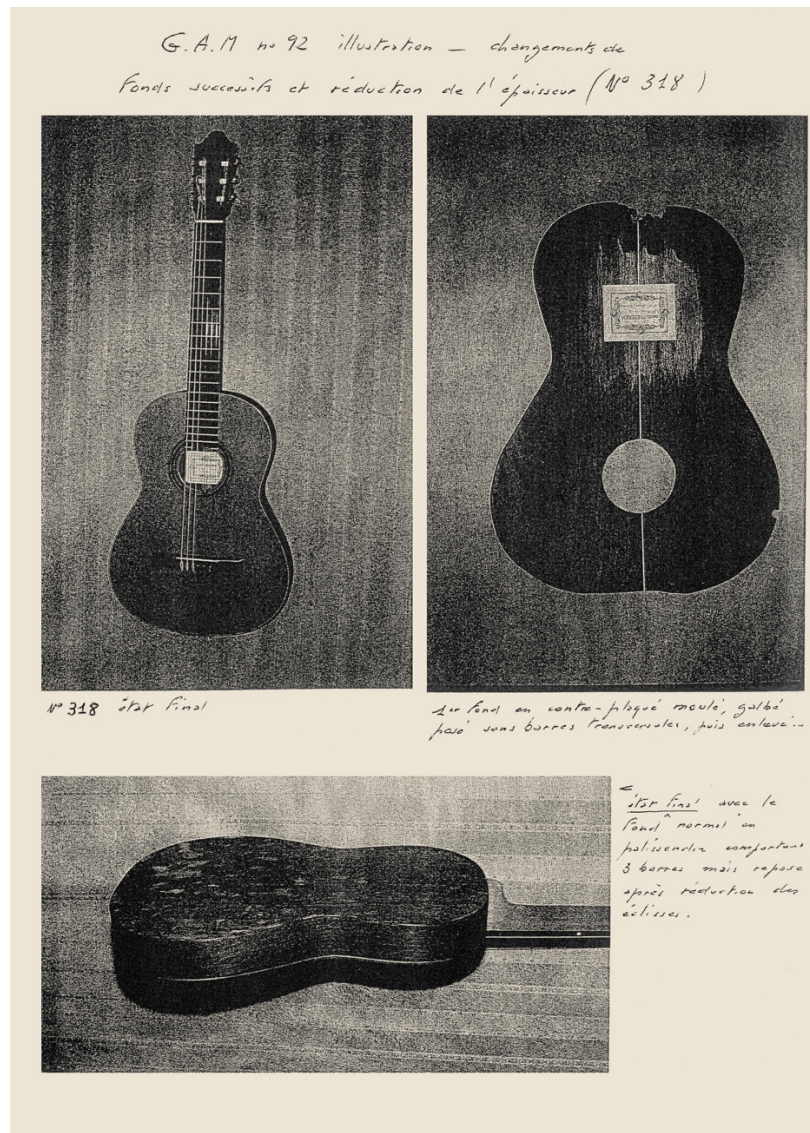 G.A.M no 92 illustration — changements de
fonds successifs et réduction de l'épaisseur (N° 318)
N° 318 état final
1er fond en contre-plaqué moulé, galbé
posé sans barres transversales, puis enlevé...
état final avec le
fond "normal" en
palissandre comportant
3 barres mais reposé
après réduction des
éclisses.